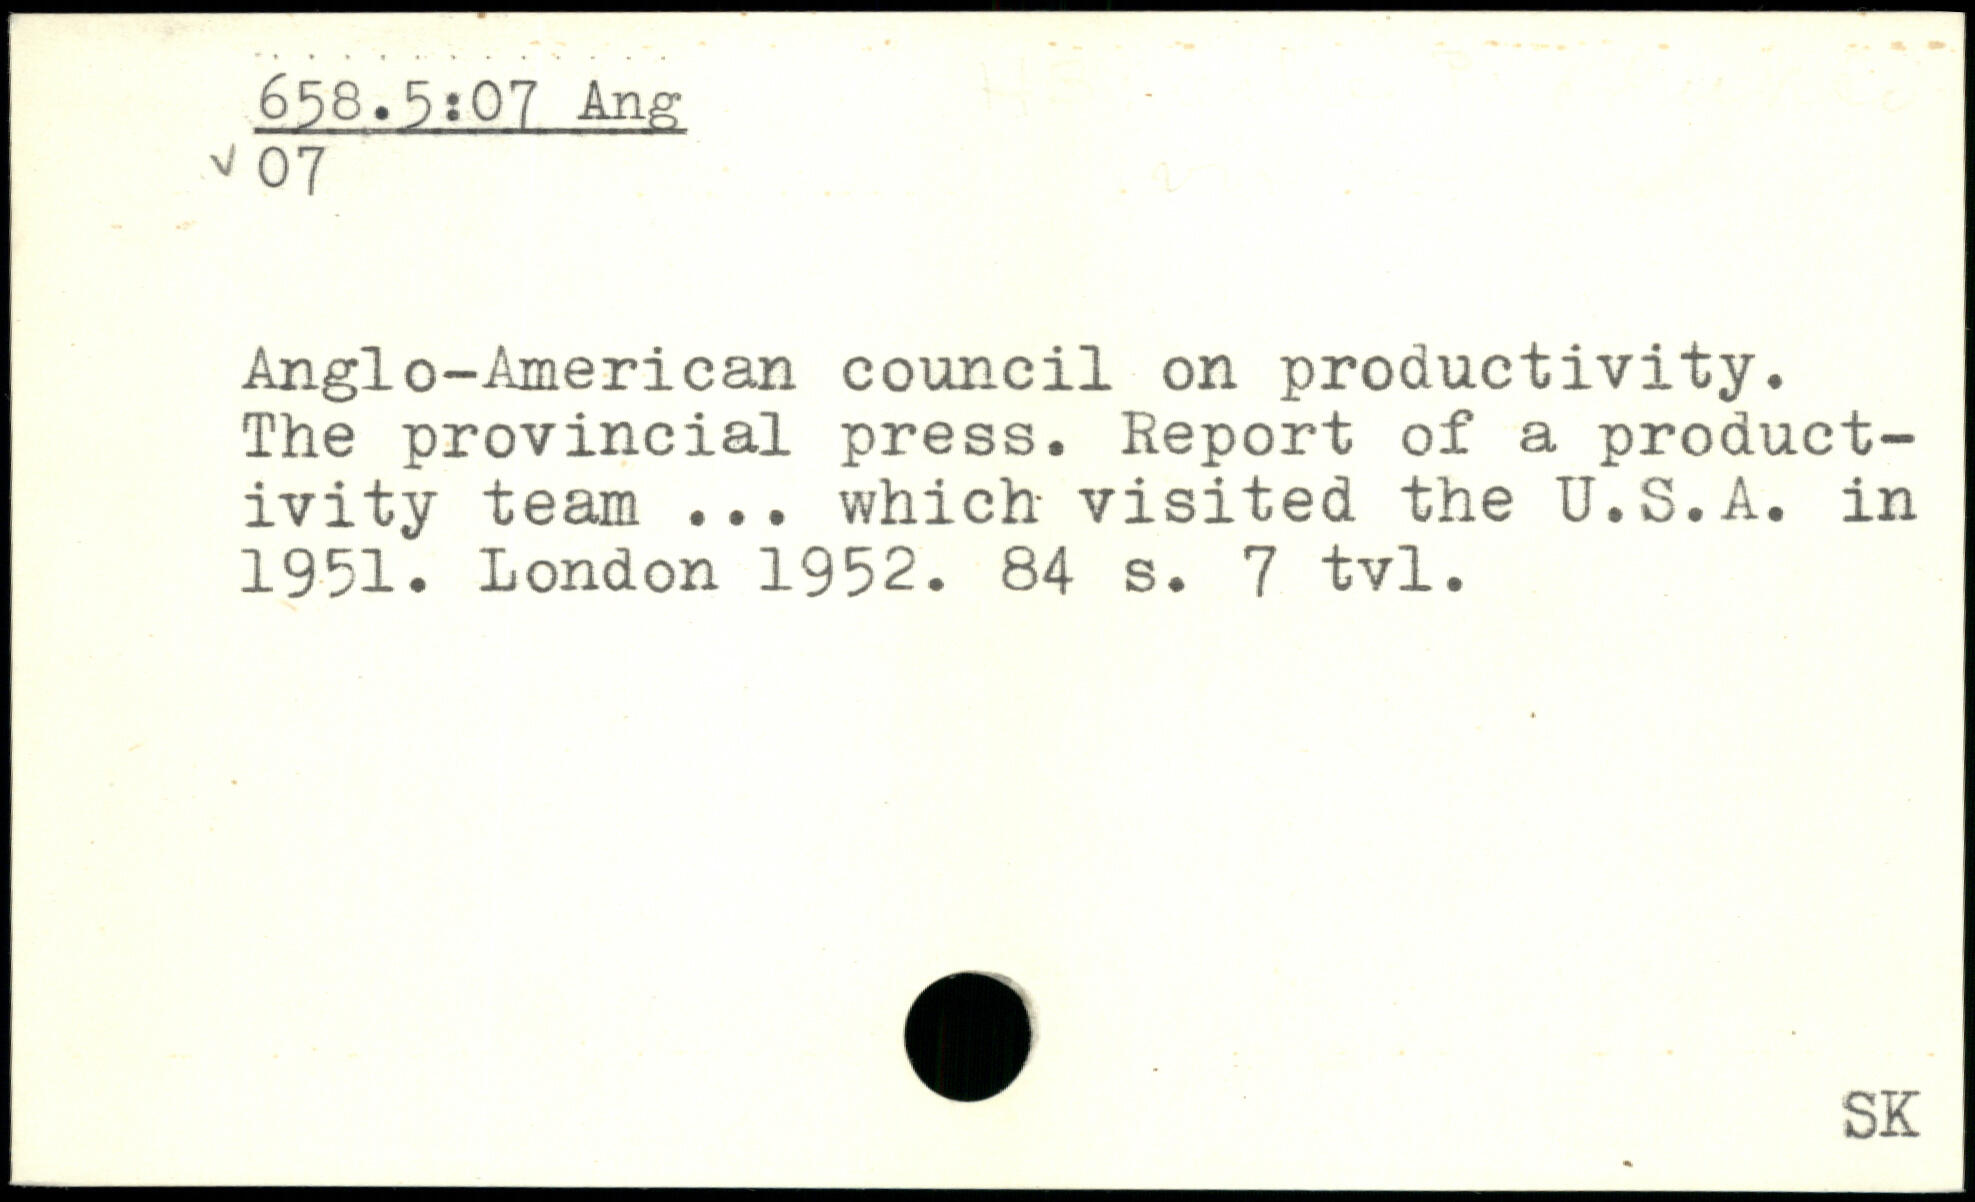 658.5:07 Ang
✓ 07
Anglo-American council on productivity.
The provincial press. Report of a product-
ivity team ... which visited the U.S.A. in
1951. London 1952. 84 s. 7 tvl.
SK